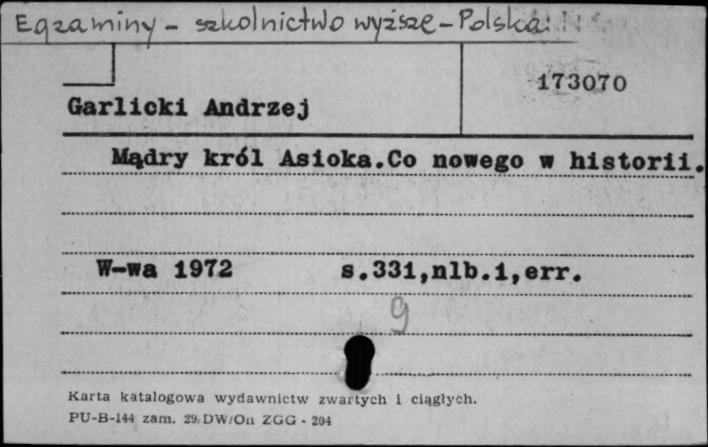 Egzaminy - szkolnictwo wyższe - Polska.
173070
Garlicki Andrzej
Mądry król Asioka.Co nowego w historii.
W-wa 1972 s.331,nlb.1,err.
9
Karta katalogowa wydawnictw zwartych i ciągłych.
PU-B-144 zam. 29/DW/On ZGG - 204